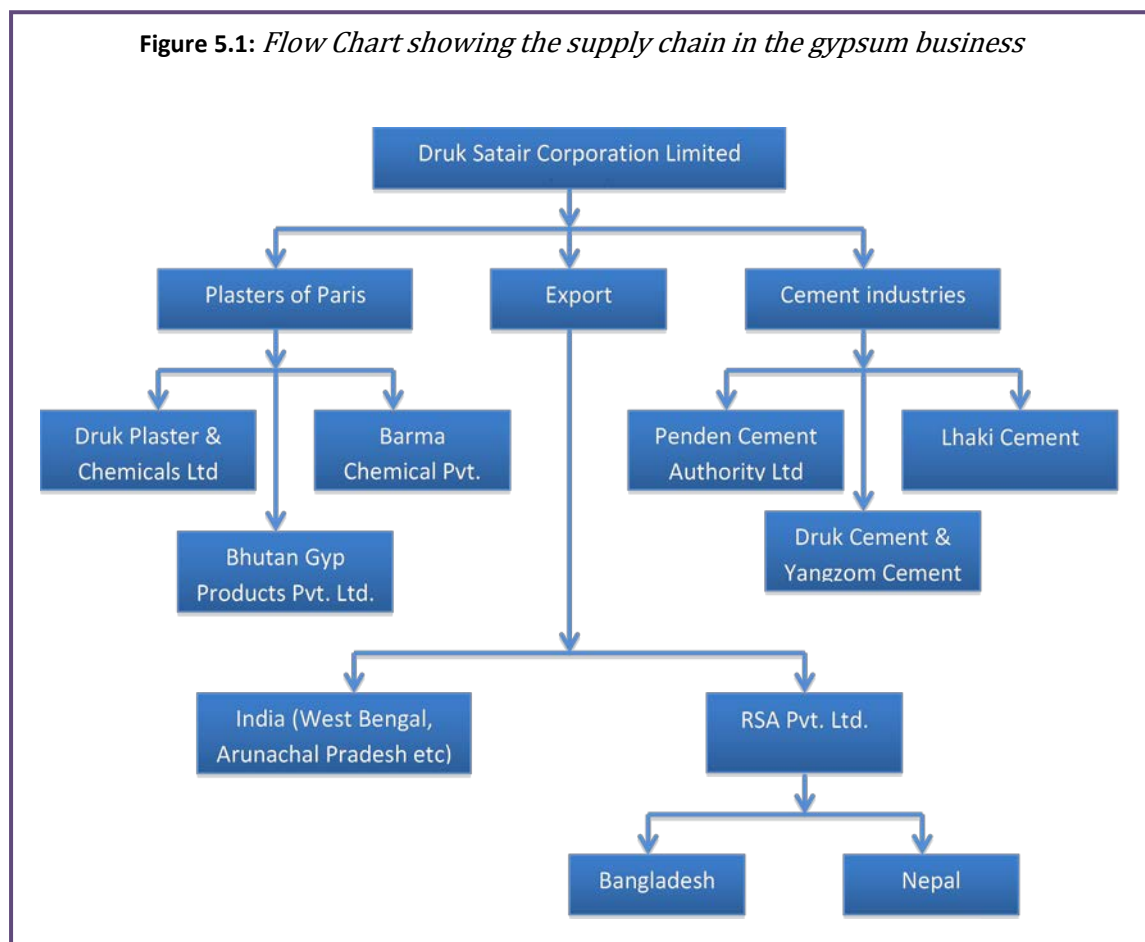 Figure 5.1: Flow Chart showing the supply chain in the gypsum business
Druk Satair Corporation Limited
Plasters of Paris
Export
Cement industries
Druk Plaster &
Chemicals Ltd
Barma
Chemical Pvt.
Penden Cement
Authority Ltd
Lhaki Cement
Bhutan Gyp
Products Pvt. Ltd.
Druk Cement &
Yangzom Cement
India (West Bengal,
Arunachal Pradesh etc)
RSA Pvt. Ltd.
Bangladesh
Nepal